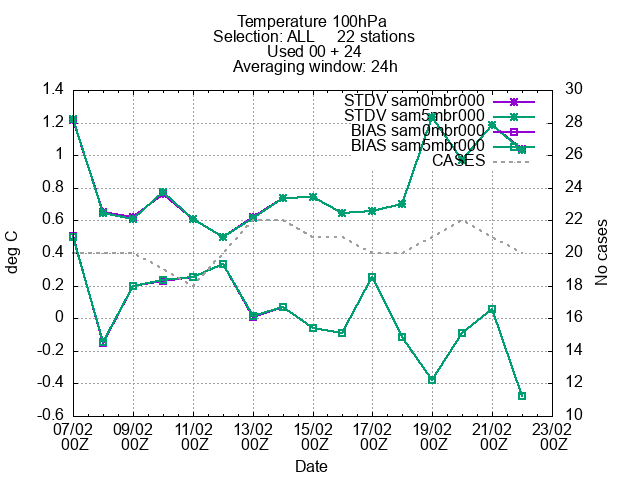 Temperature 100hPa
Selection: ALL 22 stations
Used 00 + 24
Averaging window: 24h
STDV sam0mbr000
STDV sam5mbr000
BIAS sam0mbr000
BIAS sam5mbr000
CASES
1.4
1.2
1
0.8
0.6
0.4
0.2
0
-0.2
-0.4
-0.6
deg C
30
28
26
24
22
20
18
16
14
12
10
No cases
07/02 09/02 11/02 13/02 15/02 17/02 19/02 21/02 23/02
00Z 00Z 00Z 00Z 00Z 00Z 00Z 00Z 00Z
Date